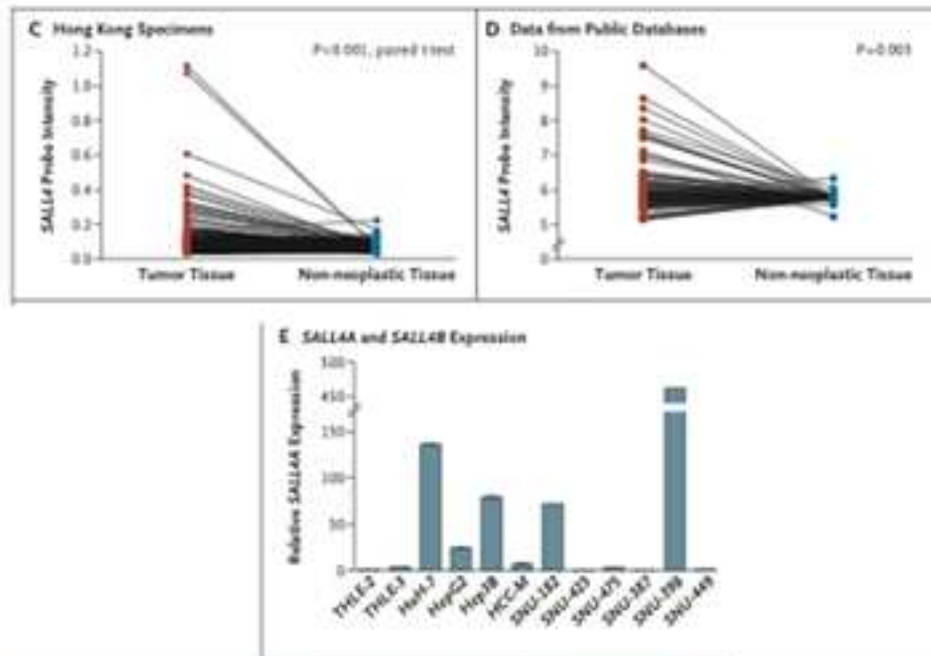 C Hong Kong Specimens
P<0.001, paired t-test
1.2
1.0
0.8
0.6
0.4
0.2
0.0
SALL4 Probe Intensity
Tumor Tissue
Non-neoplastic Tissue
D Data from Public Databases
P=0.003
10
9
8
7
6
5
0
SALL4 Probe Intensity
Tumor Tissue
Non-neoplastic Tissue
E SALL4A and SALL4B Expression
500
450
150
100
50
0
Relative SALL4A Expression
THLE-2
THLE-3
HuH-7
HepG2
Hep3B
HCC-M
SNU-182
SNU-423
SNU-475
SNU-387
SNU-398
SNU-449